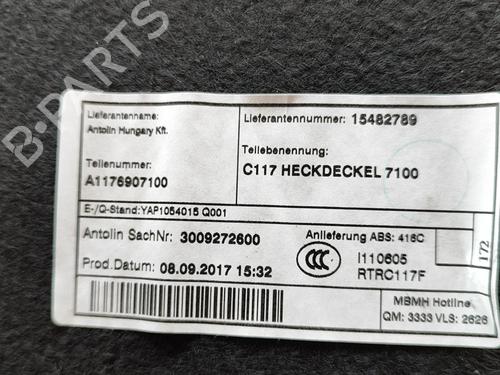 B-PARTS
Lieferantenname:
Antolin Hungary Kft.
Lieferantennummer: 15482789
Teilenummer:
A1176907100
Teilebenennung:
C117 HECKDECKEL 7100
E-/Q-Stand: YAP1054015 Q001
Antolin SachNr: 3009272600
Anlieferung ABS: 416C
Prod.Datum: 08.09.2017 15:32
CCC
I110605
RTRC117F
172
MBMH Hotline
QM: 3333 VLS: 2626